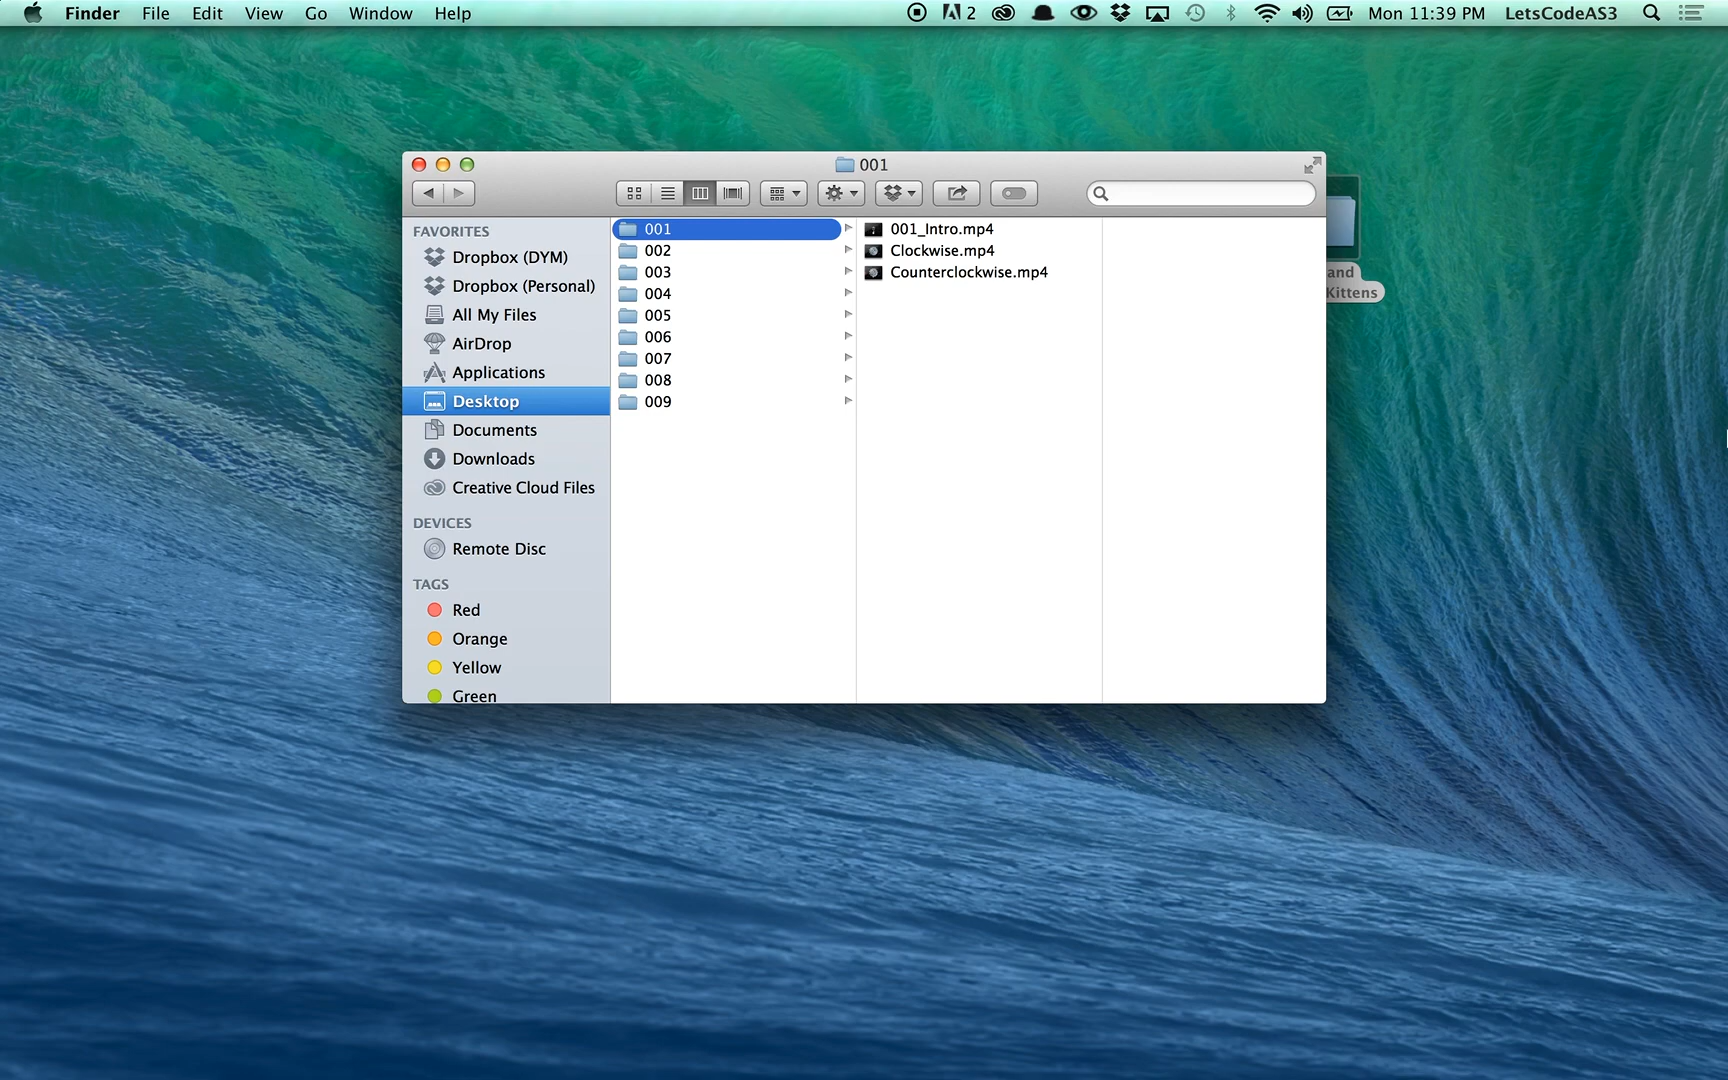 Finder File Edit View Go Window Help 2 Mon 11:39 PM LetsCodeAS3
001
FAVORITES
Dropbox (DYM)
Dropbox (Personal)
All My Files
AirDrop
Applications
Desktop
Documents
Downloads
Creative Cloud Files
DEVICES
Remote Disc
TAGS
Red
Orange
Yellow
Green
001
002
003
004
005
006
007
008
009
001_Intro.mp4
Clockwise.mp4
Counterclockwise.mp4
and
Kittens